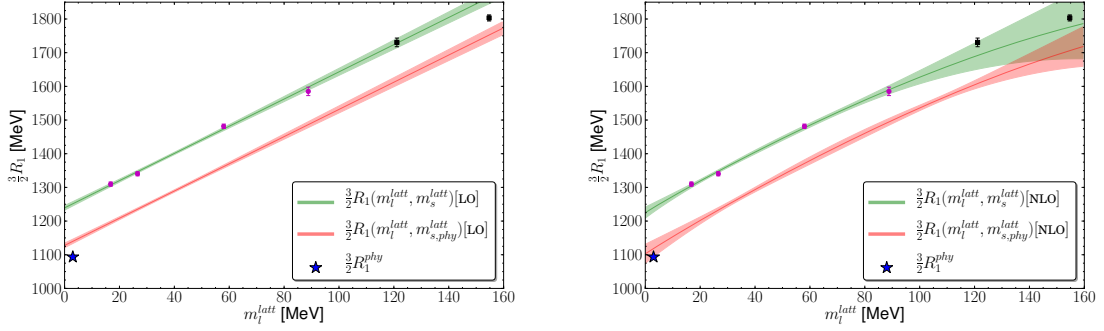 1800
1700
1600
1500
1400
1300
1200
1100
1000
3/2 R_1 [MeV]
0 20 40 60 80 100 120 140 160
m_l^{latt} [MeV]
3/2 R_1(m_l^{latt}, m_s^{latt})[LO]
3/2 R_1(m_l^{latt}, m_{s,phy}^{latt})[LO]
3/2 R_1^{phy}
1800
1700
1600
1500
1400
1300
1200
1100
1000
3/2 R_1 [MeV]
0 20 40 60 80 100 120 140 160
m_l^{latt} [MeV]
3/2 R_1(m_l^{latt}, m_s^{latt})[NLO]
3/2 R_1(m_l^{latt}, m_{s,phy}^{latt})[NLO]
3/2 R_1^{phy}